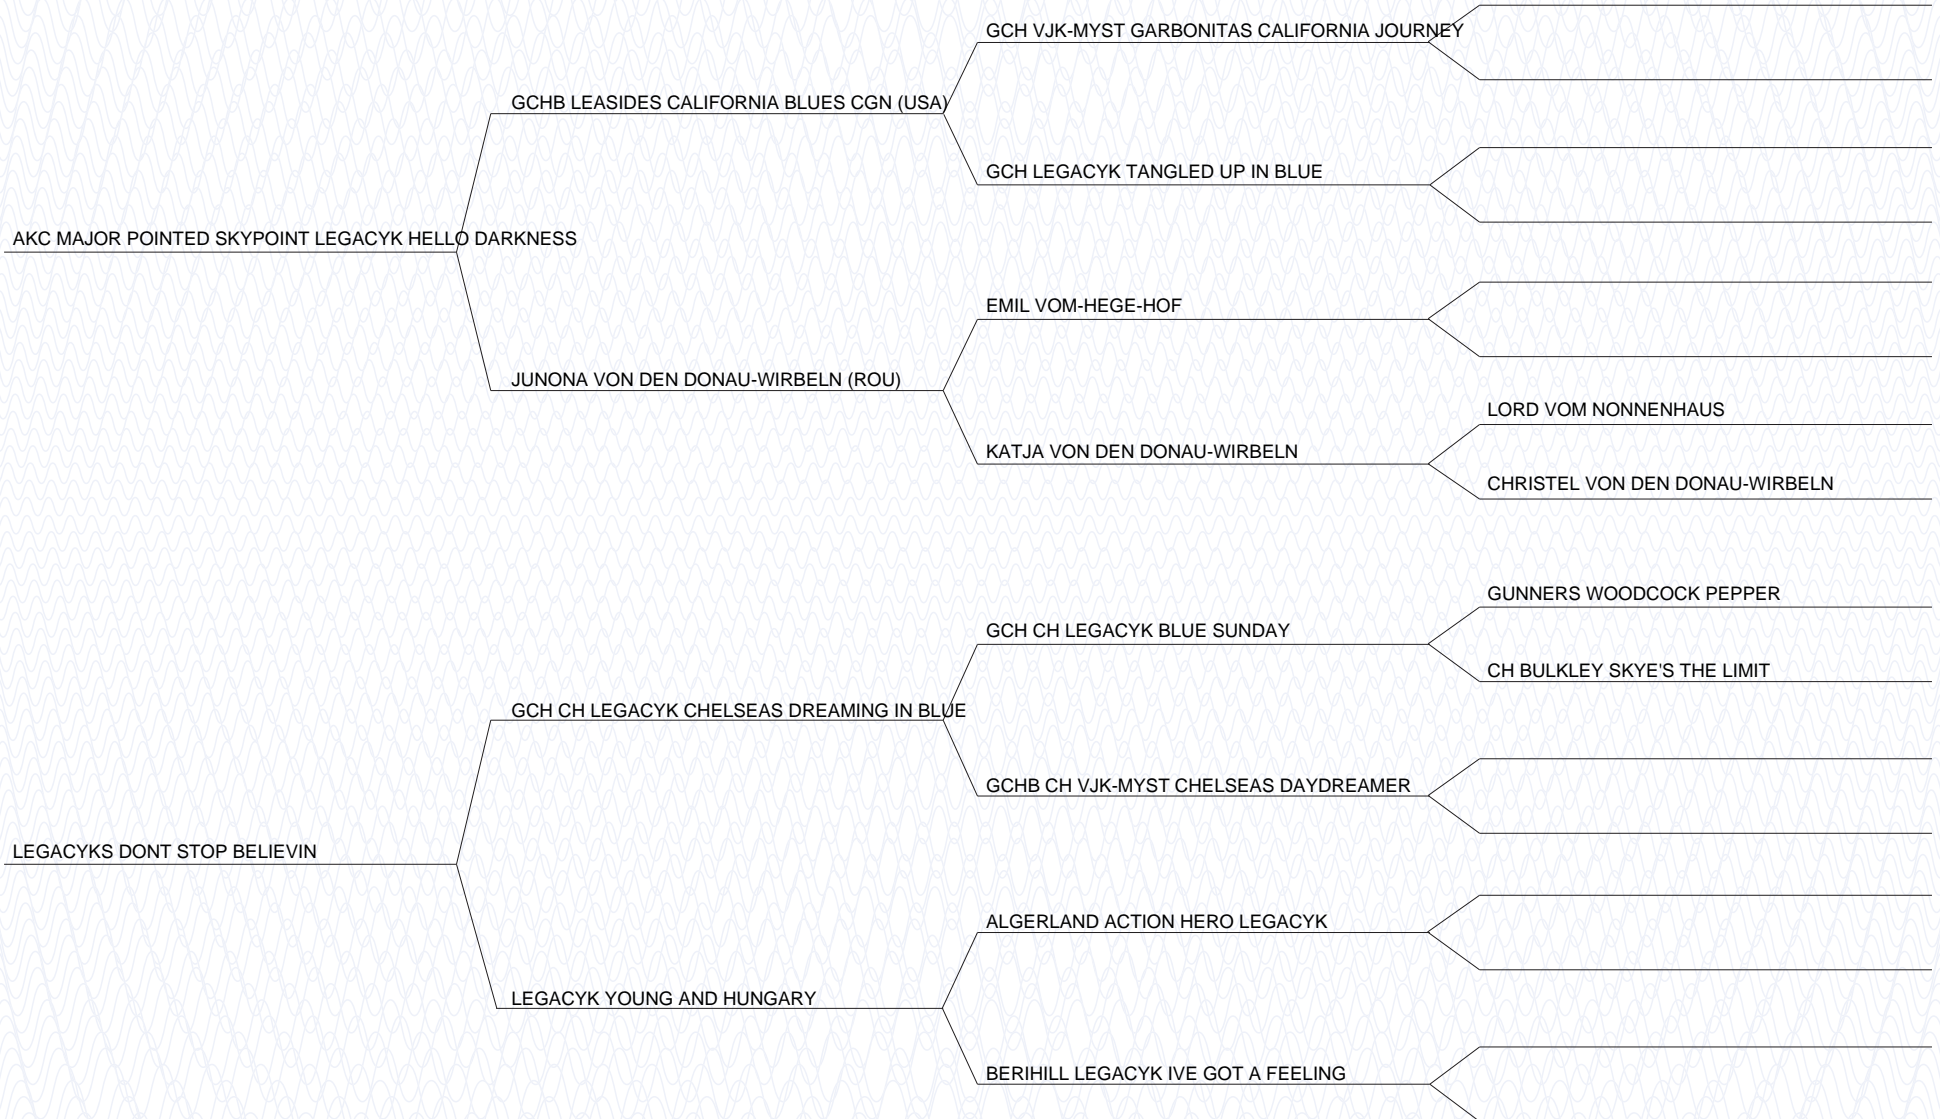 GCH VJK-MYST GARBONITAS CALIFORNIA JOURNEY
GCHB LEASIDES CALIFORNIA BLUES CGN (USA)
GCH LEGACYK TANGLED UP IN BLUE
AKC MAJOR POINTED SKYPOINT LEGACYK HELLO DARKNESS
EMIL VOM-HEGE-HOF
JUNONA VON DEN DONAU-WIRBELN (ROU)
LORD VOM NONNENHAUS
KATJA VON DEN DONAU-WIRBELN
CHRISTEL VON DEN DONAU-WIRBELN
GUNNERS WOODCOCK PEPPER
GCH CH LEGACYK BLUE SUNDAY
CH BULKLEY SKYE'S THE LIMIT
GCH CH LEGACYK CHELSEAS DREAMING IN BLUE
GCHB CH VJK-MYST CHELSEAS DAYDREAMER
LEGACYKS DONT STOP BELIEVIN
ALGERLAND ACTION HERO LEGACYK
LEGACYK YOUNG AND HUNGARY
BERIHILL LEGACYK IVE GOT A FEELING